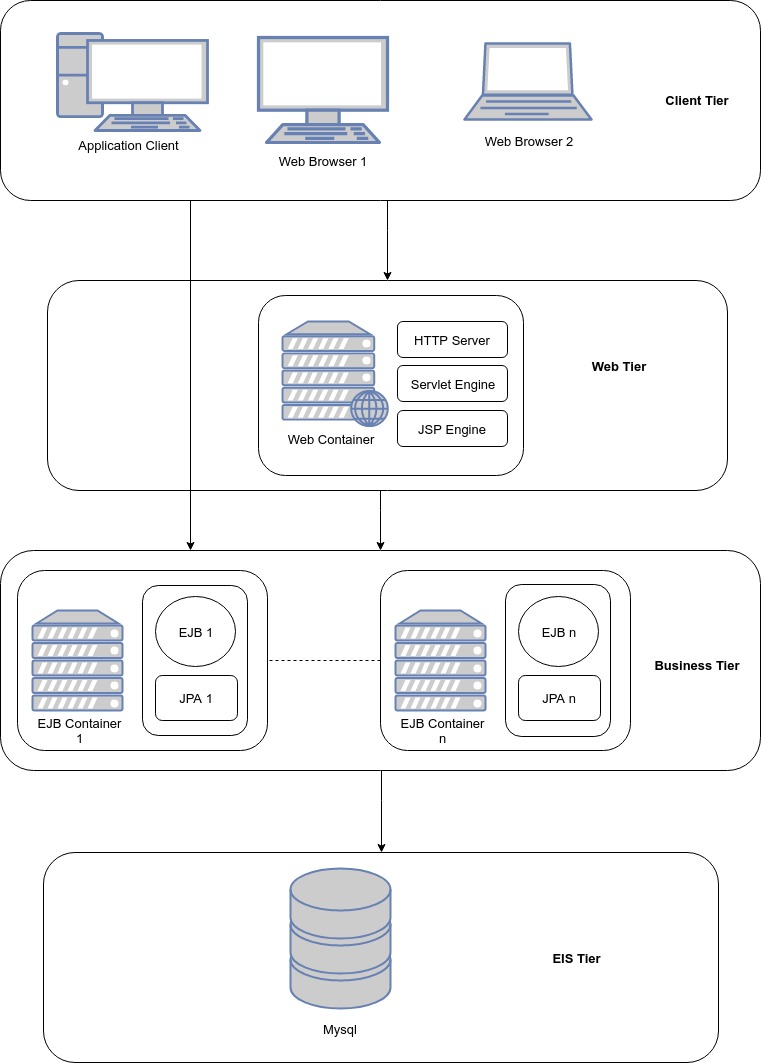 Client Tier
Application Client
Web Browser 1
Web Browser 2
HTTP Server
Web Tier
Servlet Engine
JSP Engine
Web Container
EJB 1
EJB n
Business Tier
JPA 1
JPA n
EJB Container
1
EJB Container
n
EIS Tier
Mysql